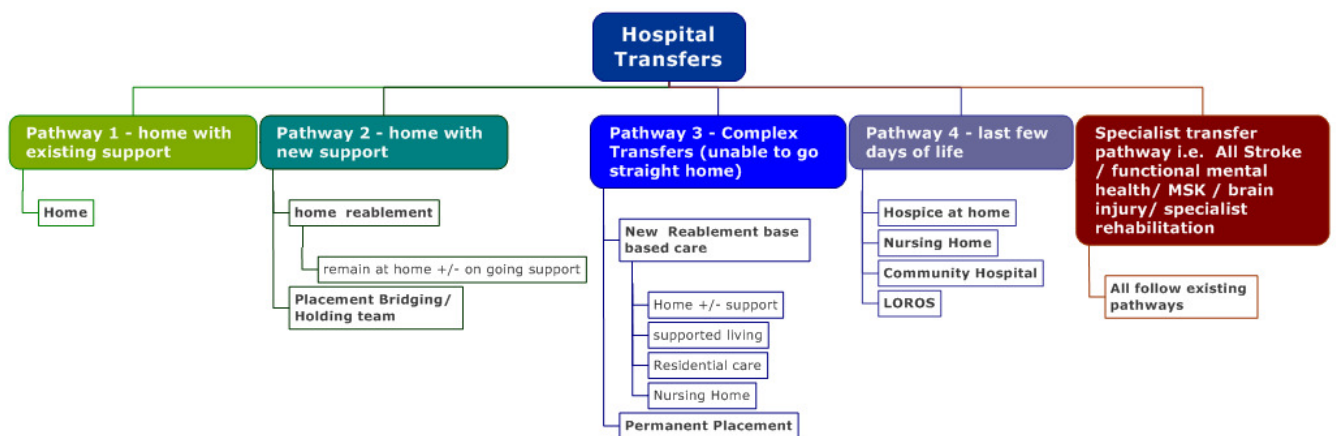 Hospital
Transfers
Pathway 1 - home with
existing support
Home
Pathway 2 - home with
new support
home reablement
remain at home +/- on going support
Placement Bridging/
Holding team
Pathway 3 - Complex
Transfers (unable to go
straight home)
New Reablement base
based care
Home +/- support
supported living
Residential care
Nursing Home
Permanent Placement
Pathway 4 - last few
days of life
Hospice at home
Nursing Home
Community Hospital
LOROS
Specialist transfer
pathway i.e. All Stroke
/ functional mental
health/ MSK / brain
injury/ specialist
rehabilitation
All follow existing
pathways